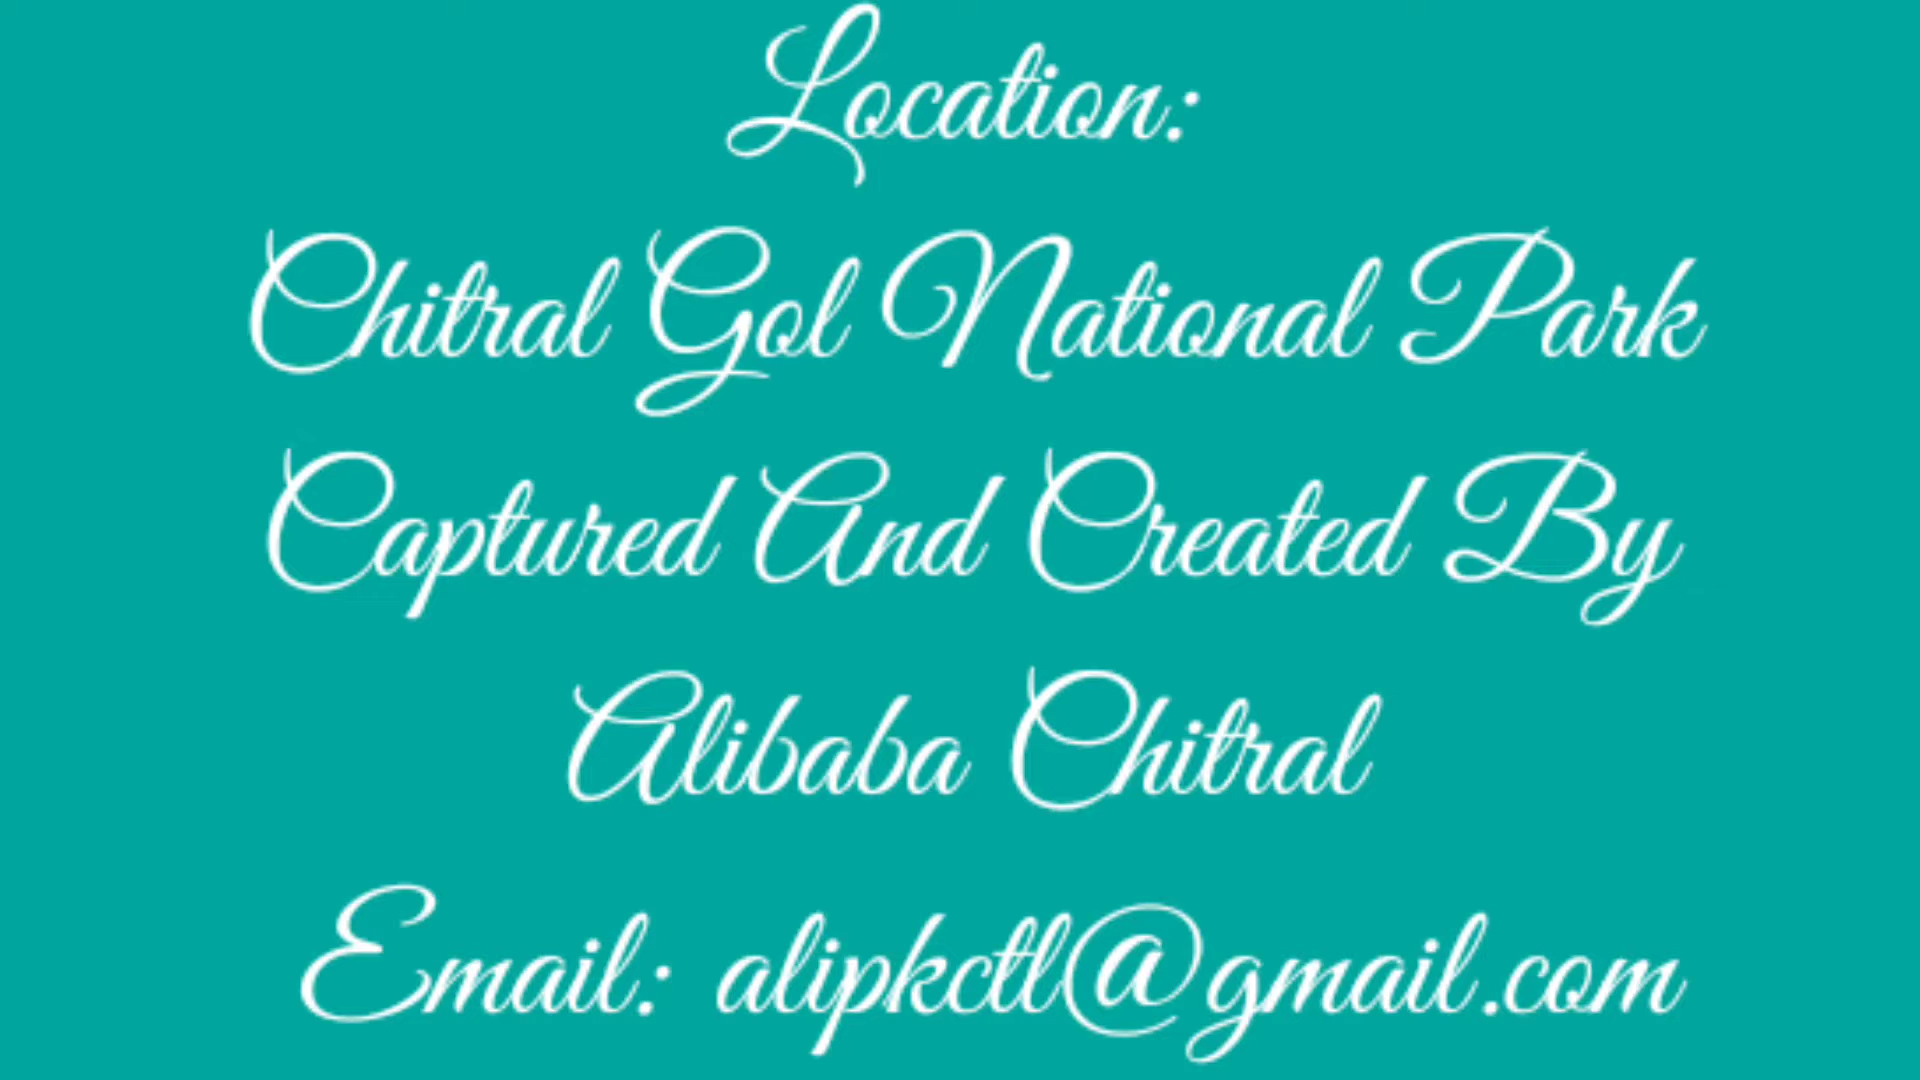 Location:
Chitral Gol National Park
Captured And Created By
Alibaba Chitral
Email: alipkctl@gmail.com